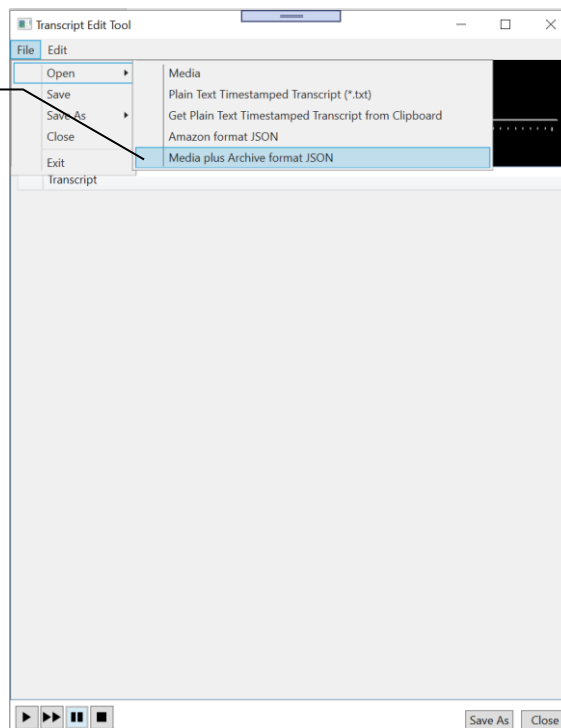 Transcript Edit Tool
File Edit
Open
Media
Save
Plain Text Timestamped Transcript (*.txt)
Save As
Get Plain Text Timestamped Transcript from Clipboard
Close
Amazon format JSON
Exit
Media plus Archive format JSON
Transcript
Save As Close